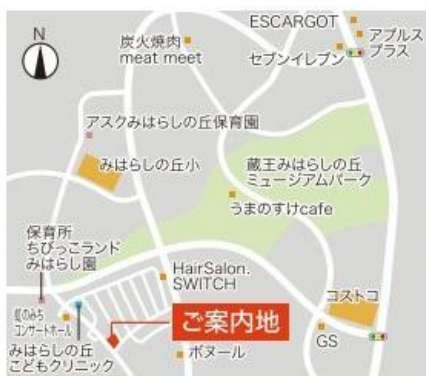 N
ESCARGOT
アプルス
プラス
炭火焼肉
meat meet
セブンイレブン
アスクみはらしの丘保育園
みはらしの丘小
蔵王みはらしの丘
ミュージアムパーク
うまのすけcafe
保育所
ちびっこランド
みはらし園
HairSalon.
SWITCH
コストコ
虹のみち
コンサートホール
ご案内地
GS
みはらしの丘
こどもクリニック
ボヌール